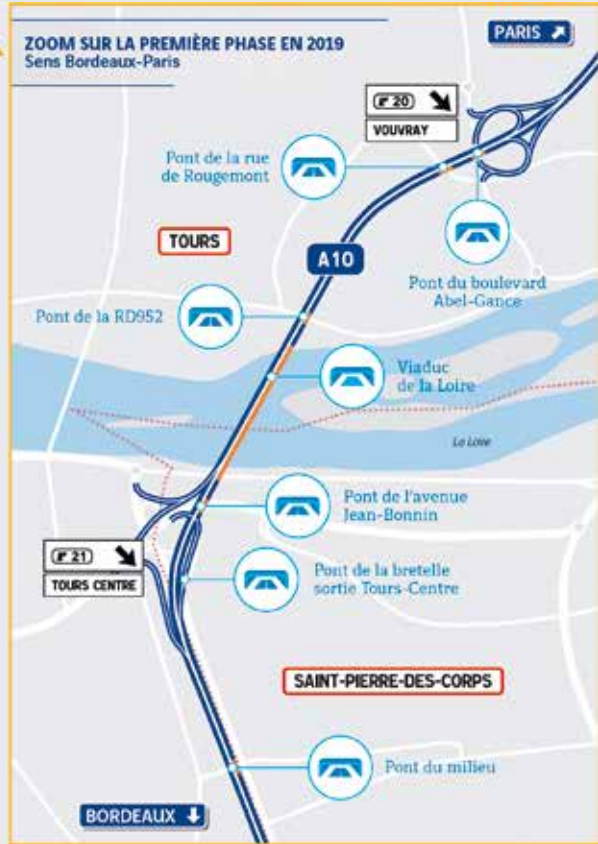 ZOOM SUR LA PREMIÈRE PHASE EN 2019
Sens Bordeaux-Paris
PARIS
20
VOUVRAY
Pont de la rue
de Rougemont
TOURS
A10
Pont du boulevard
Abel-Gance
Pont de la RD952
Viaduc
de la Loire
La Loire
Pont de l'avenue
Jean-Bonnin
21
TOURS CENTRE
Pont de la bretelle
sortie Tours-Centre
SAINT-PIERRE-DES-CORPS
Pont du milieu
BORDEAUX